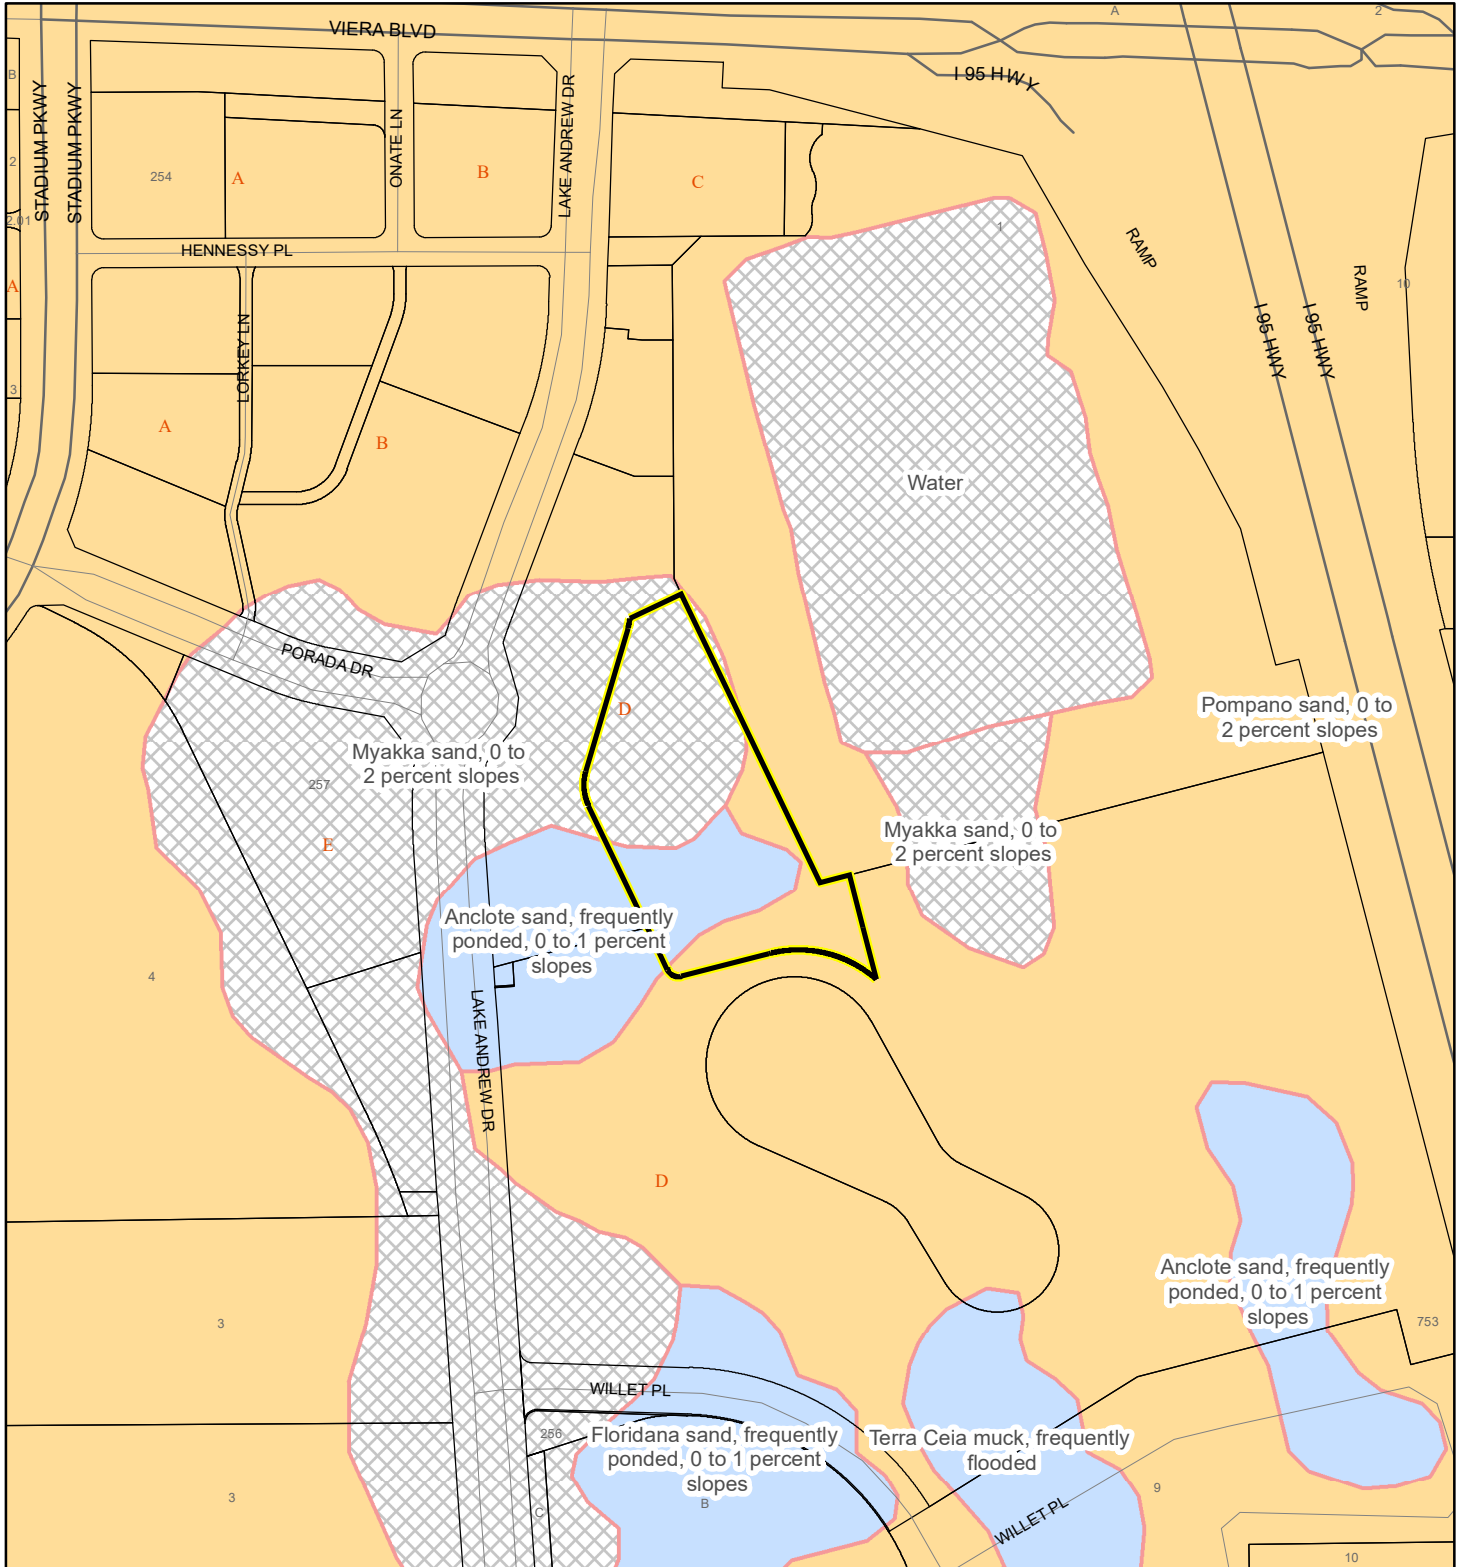 A
2
VIERA BLVD
I 95 HWY
B
STADIUM PKWY
STADIUM PKWY
ONATE LN
LAKE ANDREW DR
2
254
A
B
C
2.01
1
RAMP
HENNESSY PL
A
RAMP
10
I 95 HWY
I 95 HWY
LORKEY LN
3
A
B
Water
PORADA DR
D
Pompano sand, 0 to
2 percent slopes
Myakka sand, 0 to
2 percent slopes
257
E
Myakka sand, 0 to
2 percent slopes
Anclote sand, frequently
ponded, 0 to 1 percent
slopes
4
LAKE ANDREW DR
D
Anclote sand, frequently
ponded, 0 to 1 percent
slopes
3
753
WILLET PL
256
Floridana sand, frequently
ponded, 0 to 1 percent
slopes
Terra Ceia muck, frequently
flooded
3
B
C
9
WILLET PL
10